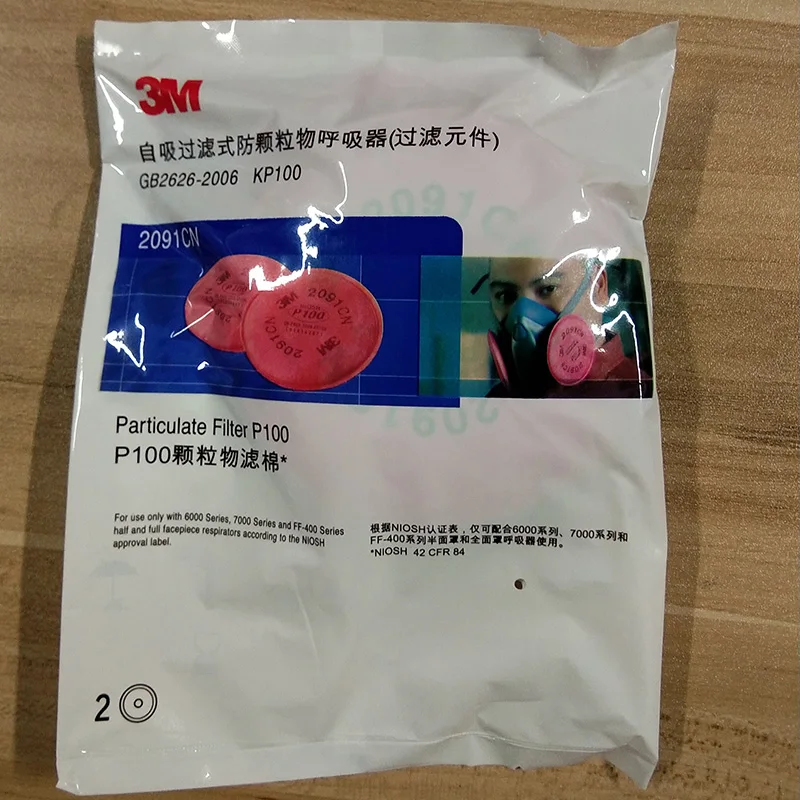 3M
自吸过滤式防颗粒物呼吸器(过滤元件)
GB2626-2006 KP100
2091CN
3M
3M 2091CN
NIOSH
P100
2091CN
3M
2091CN
Particulate Filter P100
P100颗粒物滤棉*
For use only with 6000 Series, 7000 Series and FF-400 Series
half and full facepiece respirators according to the NIOSH
approval label.
根据NIOSH认证表，仅可配合6000系列、7000系列和
FF-400系列半面罩和全面罩呼吸器使用。
*NIOSH 42 CFR 84
2